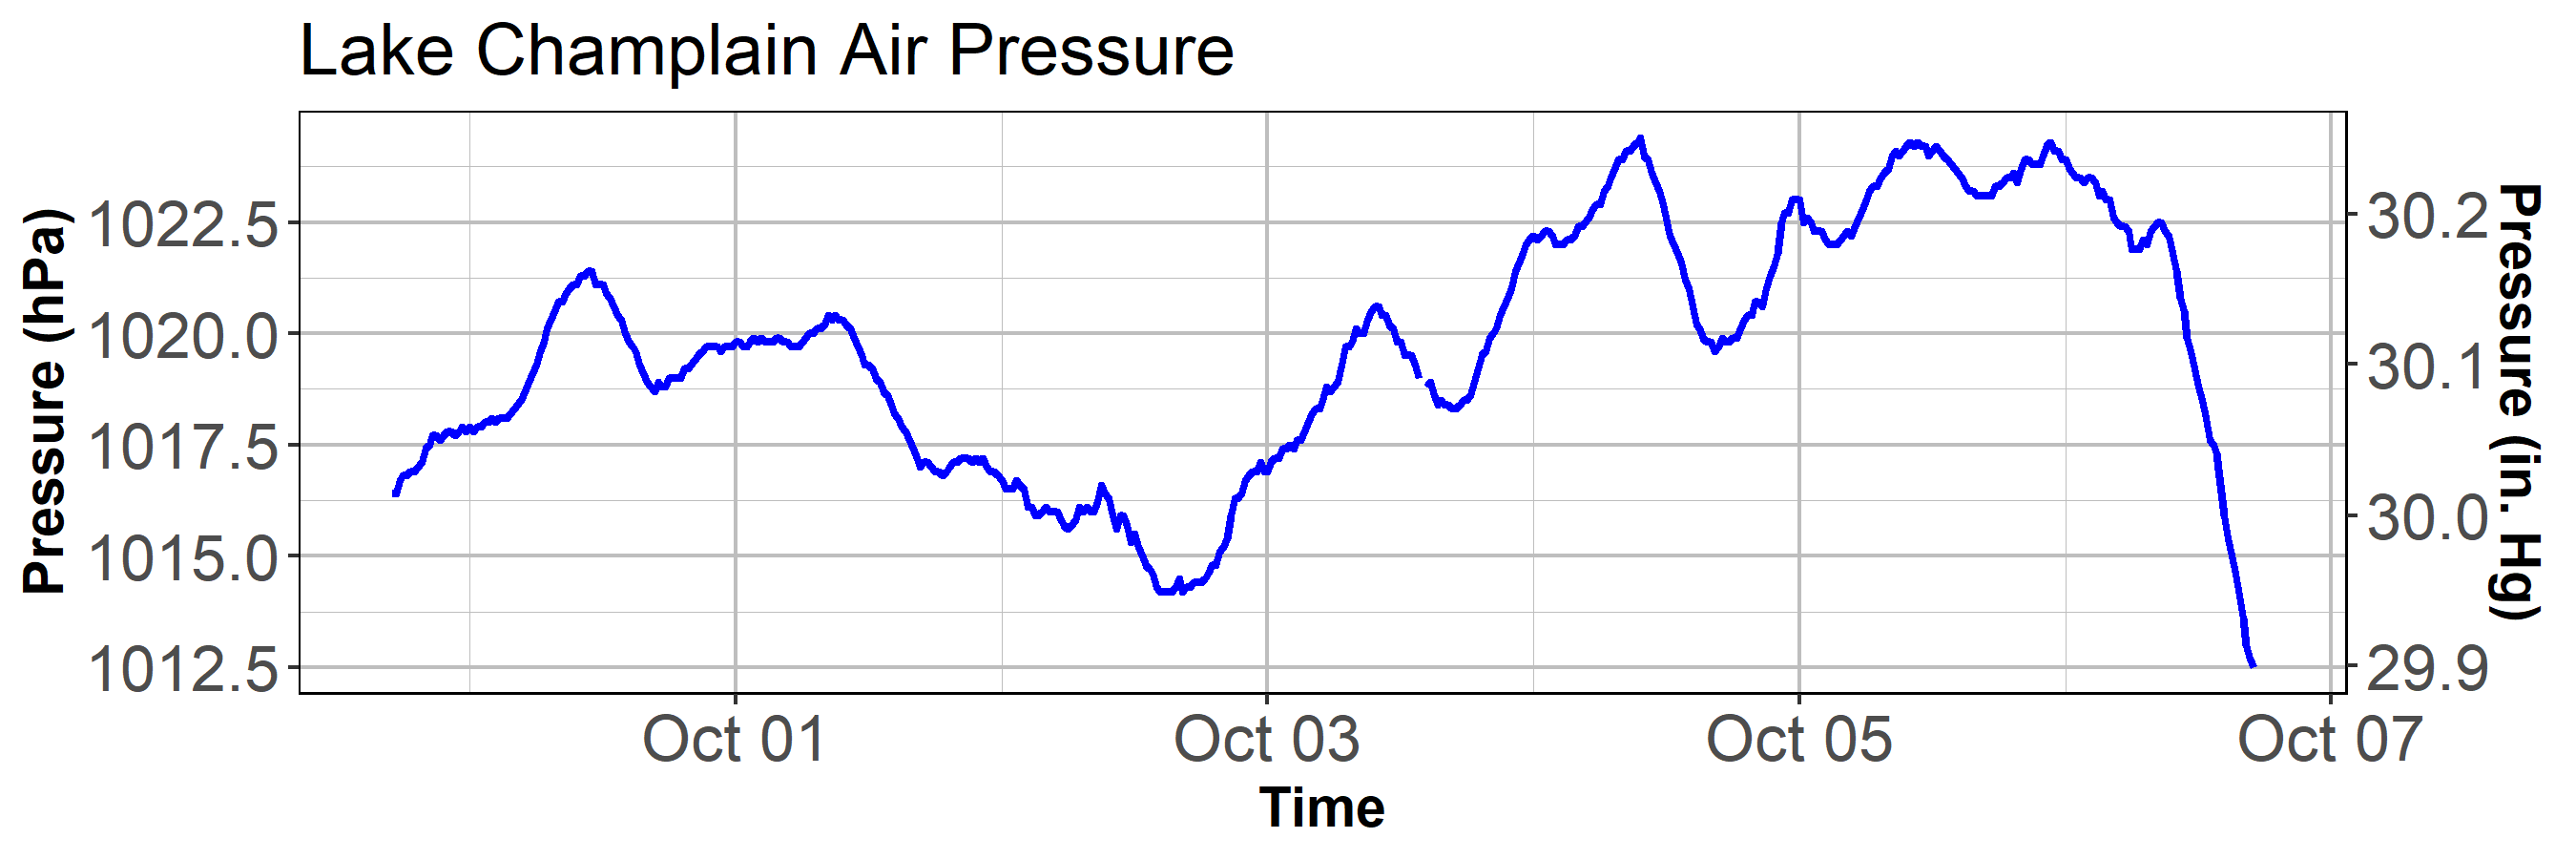 Lake Champlain Air Pressure
Pressure (hPa)
1022.5
1020.0
1017.5
1015.0
1012.5
30.2
30.1
30.0
29.9
Pressure (in. Hg)
Oct 01 Oct 03 Oct 05 Oct 07
Time